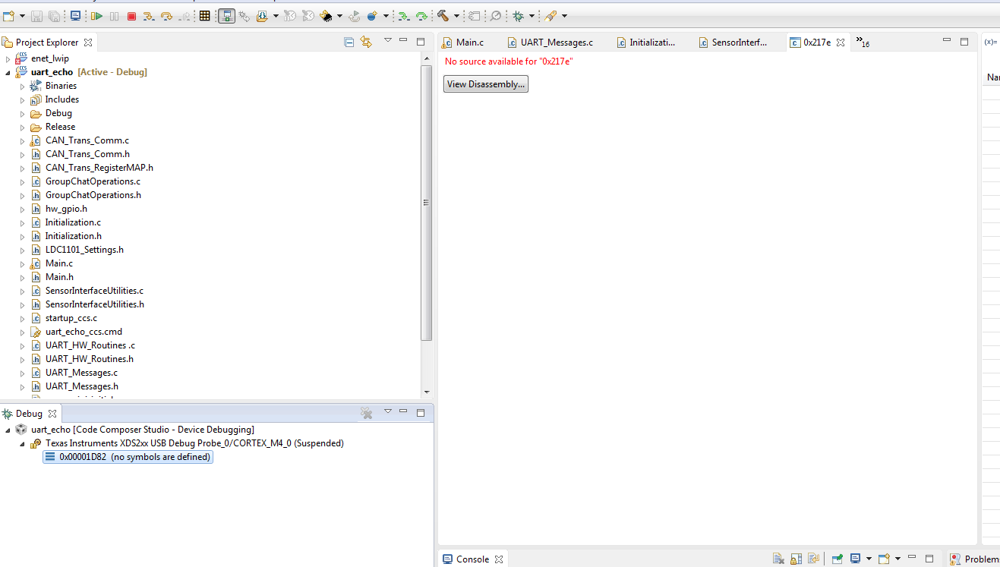 Project Explorer
enet_lwip
uart_echo [Active - Debug]
Binaries
Includes
Debug
Release
CAN_Trans_Comm.c
CAN_Trans_Comm.h
CAN_Trans_RegisterMAP.h
GroupChatOperations.c
GroupChatOperations.h
hw_gpio.h
Initialization.c
Initialization.h
LDC1101_Settings.h
Main.c
Main.h
SensorInterfaceUtilities.c
SensorInterfaceUtilities.h
startup_ccs.c
uart_echo_ccs.cmd
UART_HW_Routines .c
UART_HW_Routines.h
UART_Messages.c
UART_Messages.h
Debug
uart_echo [Code Composer Studio - Device Debugging]
Texas Instruments XDS2xx USB Debug Probe_0/CORTEX_M4_0 (Suspended)
0x00001D82 (no symbols are defined)
Main.c UART_Messages.c Initializati... SensorInterf... 0x217e »16
No source available for "0x217e"
View Disassembly...
Console
(x)=
Nar
Problems